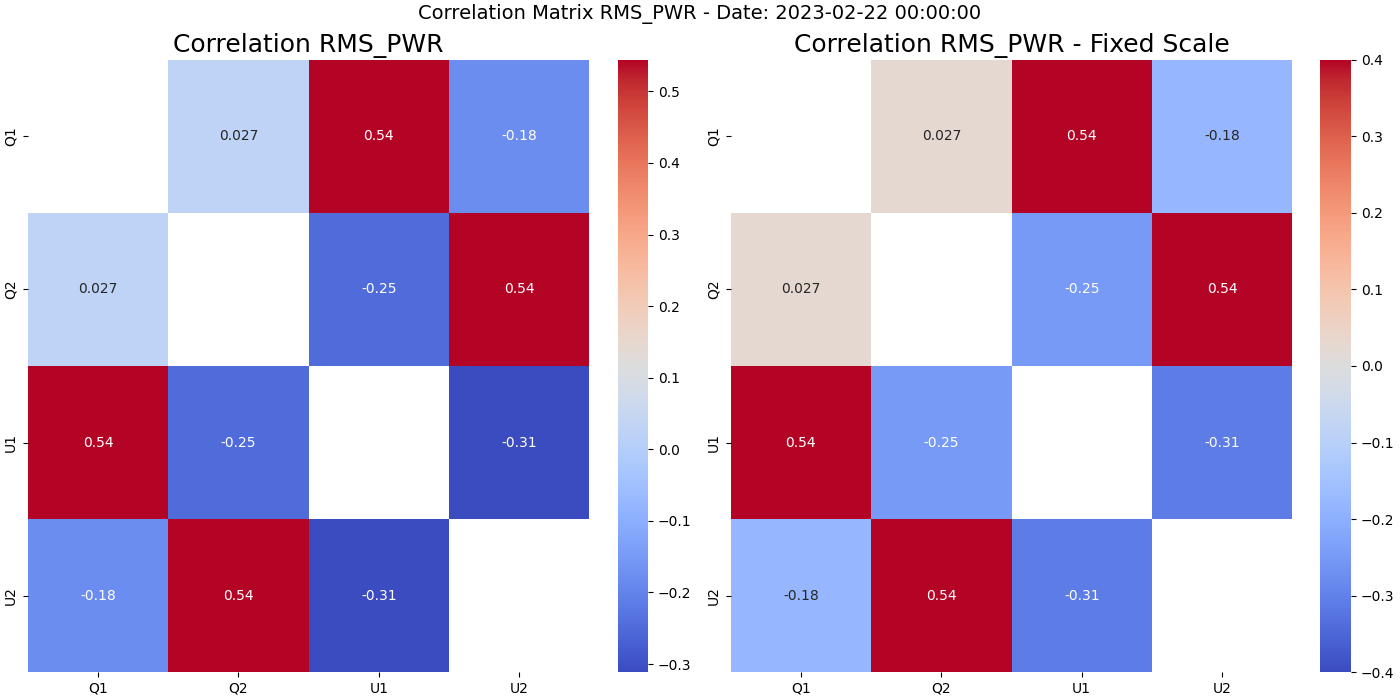 Correlation Matrix RMS_PWR - Date: 2023-02-22 00:00:00
Correlation RMS_PWR
Q1
0.027
0.54
-0.18
Q2
0.027
-0.25
0.54
U1
0.54
-0.25
-0.31
U2
-0.18
0.54
-0.31
Q1
Q2
U1
U2
0.5
0.4
0.3
0.2
0.1
0.0
−0.1
−0.2
−0.3
Correlation RMS_PWR - Fixed Scale
Q1
0.027
0.54
-0.18
Q2
0.027
-0.25
0.54
U1
0.54
-0.25
-0.31
U2
-0.18
0.54
-0.31
Q1
Q2
U1
U2
0.4
0.3
0.2
0.1
0.0
−0.1
−0.2
−0.3
−0.4